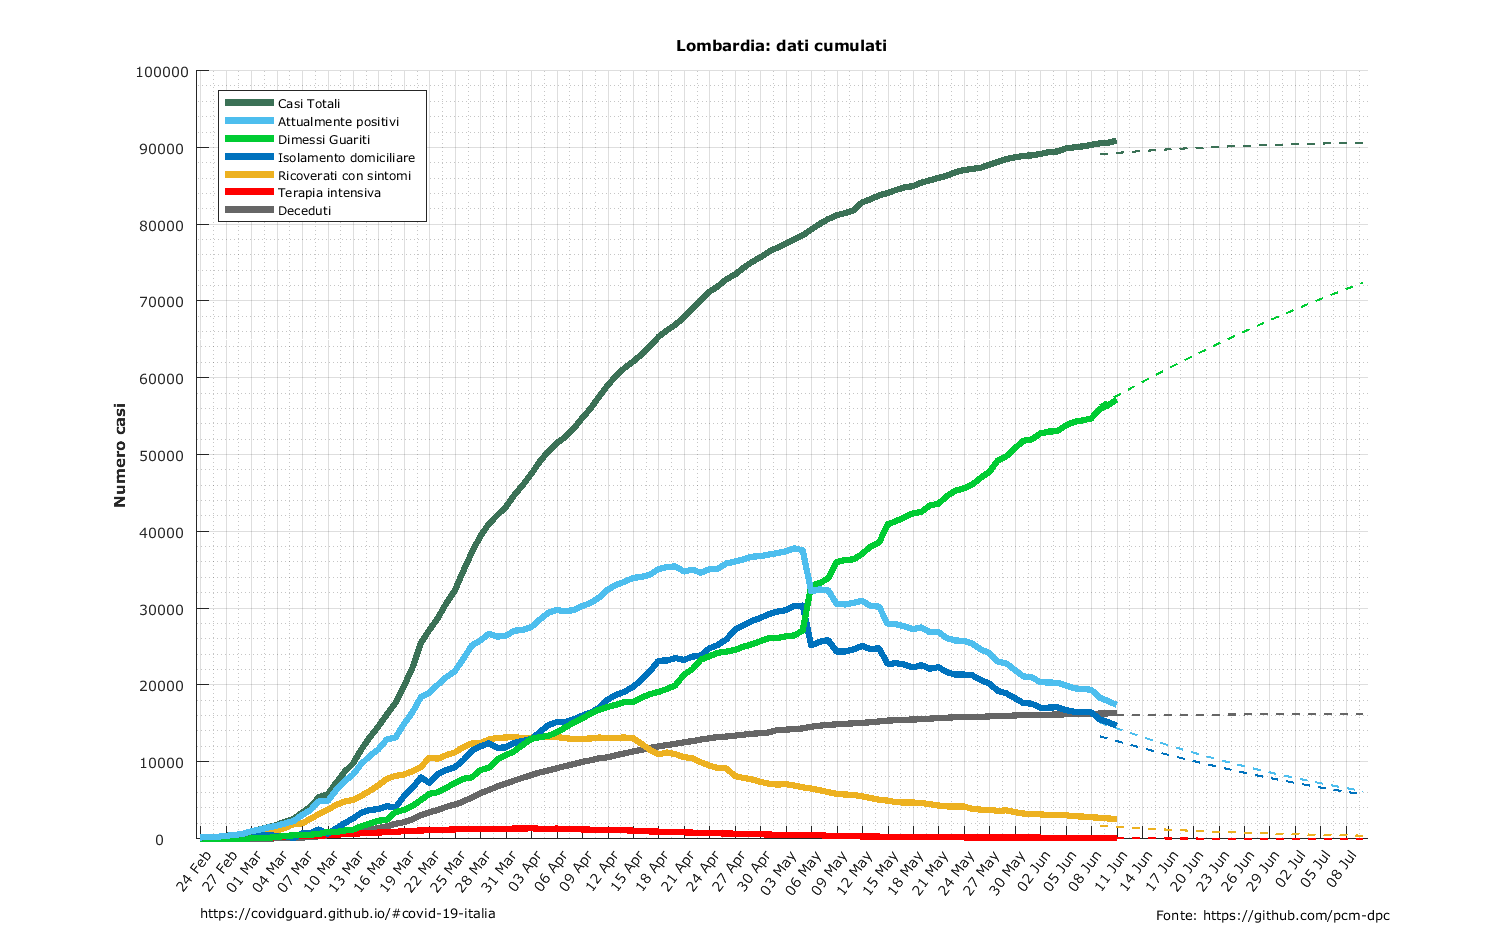 Lombardia: dati cumulati
100000
90000
80000
70000
60000
50000
40000
30000
20000
10000
0
Numero casi
Casi Totali
Attualmente positivi
Dimessi Guariti
Isolamento domiciliare
Ricoverati con sintomi
Terapia intensiva
Deceduti
24 Feb
27 Feb
01 Mar
04 Mar
07 Mar
10 Mar
13 Mar
16 Mar
19 Mar
22 Mar
25 Mar
28 Mar
31 Mar
03 Apr
06 Apr
09 Apr
12 Apr
15 Apr
18 Apr
21 Apr
24 Apr
27 Apr
30 Apr
03 May
06 May
09 May
12 May
15 May
18 May
21 May
24 May
27 May
30 May
02 Jun
05 Jun
08 Jun
11 Jun
14 Jun
17 Jun
20 Jun
23 Jun
26 Jun
29 Jun
02 Jul
05 Jul
08 Jul
https://covidguard.github.io/#covid-19-italia
Fonte: https://github.com/pcm-dpc